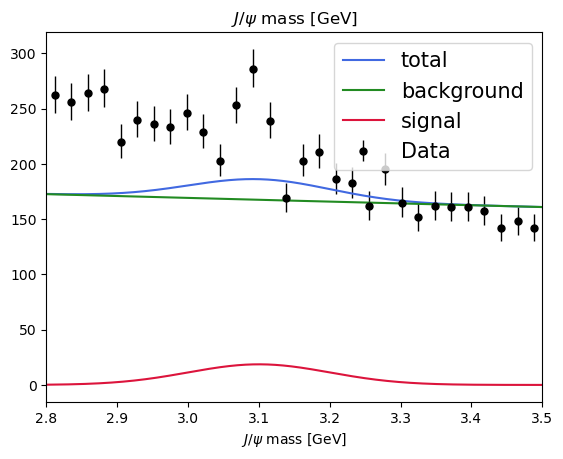 J/ψ mass [GeV]
total
background
signal
Data
300
250
200
150
100
50
0
2.8 2.9 3.0 3.1 3.2 3.3 3.4 3.5
J/ψ mass [GeV]